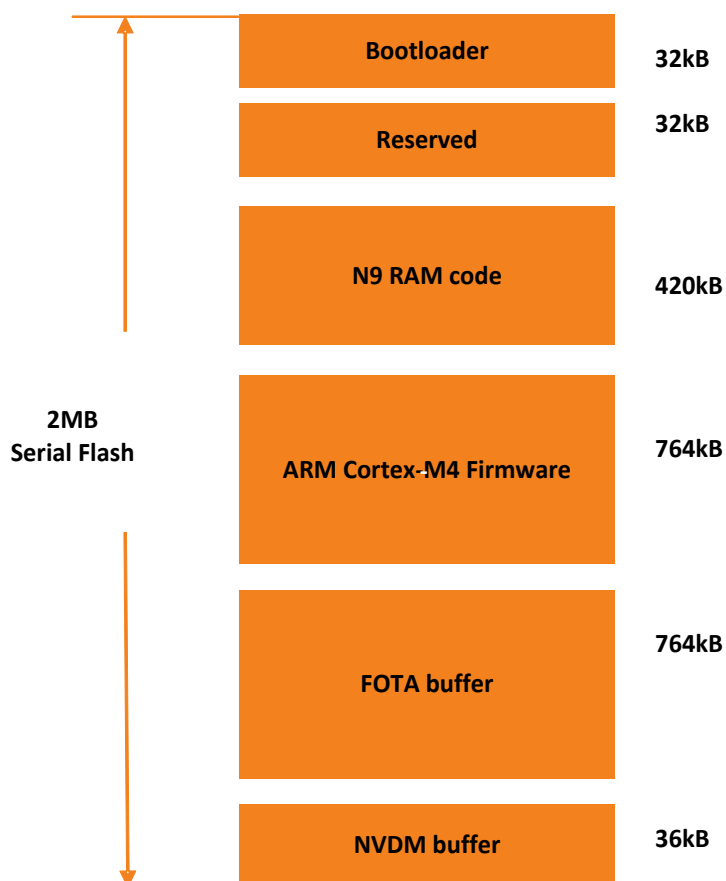 Bootloader
32kB
Reserved
32kB
N9 RAM code
420kB
2MB
Serial Flash
ARM Cortex-M4 Firmware
764kB
FOTA buffer
764kB
NVDM buffer
36kB